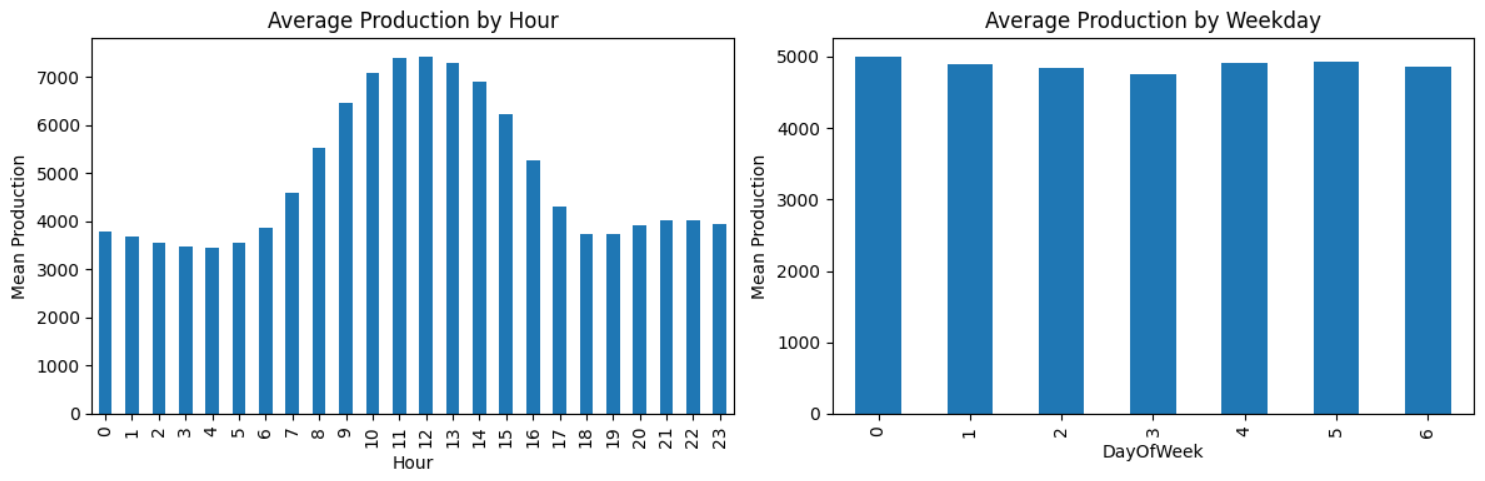 Average Production by Hour
Mean Production
7000
6000
5000
4000
3000
2000
1000
0
0 1 2 3 4 5 6 7 8 9 10 11 12 13 14 15 16 17 18 19 20 21 22 23
Hour
Average Production by Weekday
Mean Production
5000
4000
3000
2000
1000
0
0 1 2 3 4 5 6
DayOfWeek